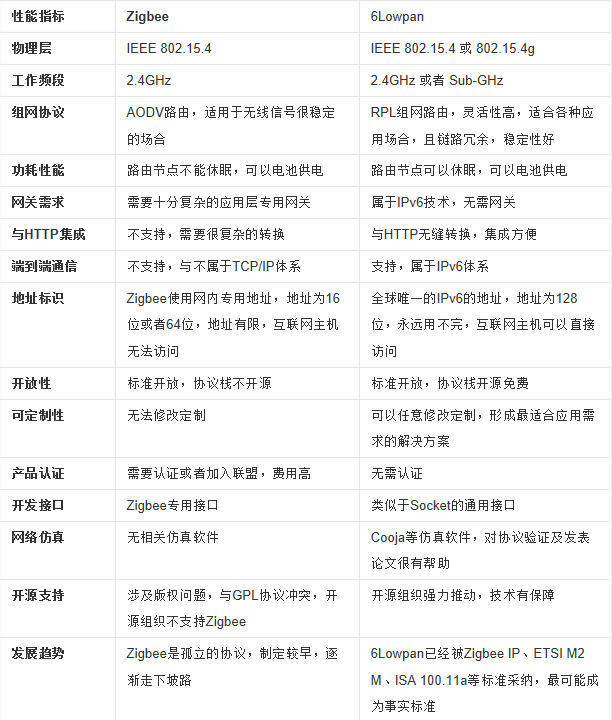 性能指标 Zigbee 6Lowpan
物理层 IEEE 802.15.4 IEEE 802.15.4 或 802.15.4g
工作频段 2.4GHz 2.4GHz 或者 Sub-GHz
组网协议 AODV路由，适用于无线信号很稳定 RPL组网路由，灵活性高，适合各种应
的场合 用场合，且链路冗余，稳定性好
功耗性能 路由节点不能休眠，可以电池供电 路由节点可以休眠，可以电池供电
网关需求 需要十分复杂的应用层专用网关 属于IPv6技术，无需网关
与HTTP集成 不支持，需要很复杂的转换 与HTTP无缝转换，集成方便
端到端通信 不支持，与不属于TCP/IP体系 支持，属于IPv6体系
地址标识 Zigbee使用网内专用地址，地址为16 全球唯一的IPv6的地址，地址为128
位或者64位，地址有限，互联网主机 位，永远用不完，互联网主机可以直接
无法访问 访问
开放性 标准开放，协议栈不开源 标准开放，协议栈开源免费
可定制性 无法修改定制 可以任意修改定制，形成最适合应用需
求的解决方案
产品认证 需要认证或者加入联盟，费用高 无需认证
开发接口 Zigbee专用接口 类似于Socket的通用接口
网络仿真 无相关仿真软件 Cooja等仿真软件，对协议验证及发表
论文很有帮助
开源支持 涉及版权问题，与GPL协议冲突，开 开源组织强力推动，技术有保障
源组织不支持Zigbee
发展趋势 Zigbee是孤立的协议，制定较早，逐 6Lowpan已经被Zigbee IP、ETSI M2
渐走下坡路 M、ISA 100.11a等标准采纳，最可能成
为事实标准